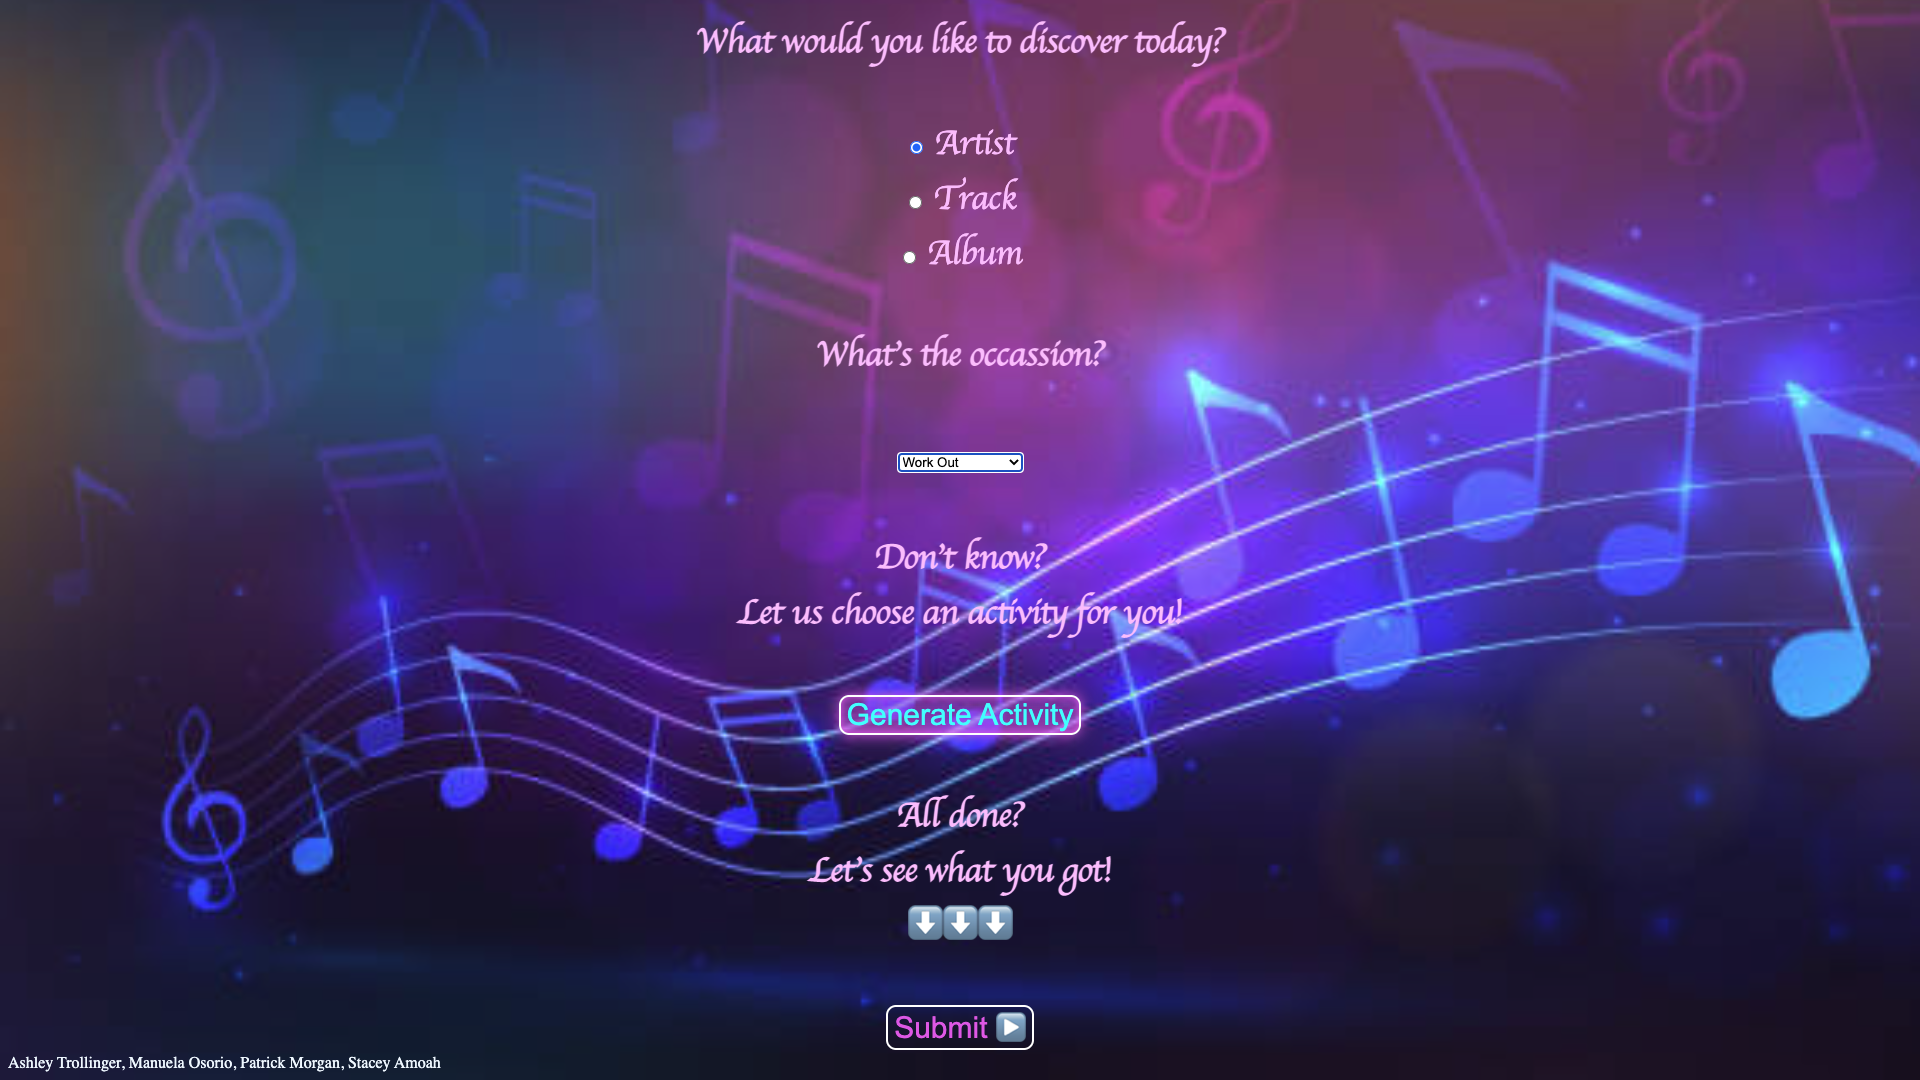 What would you like to discover today?
Artist
Track
Album
What's the occassion?
Work Out
Don't know?
Let us choose an activity for you!
Generate Activity
All done?
Let's see what you got!
⬇️⬇️⬇️
Submit ▶️
Ashley Trollinger, Manuela Osorio, Patrick Morgan, Stacey Amoah